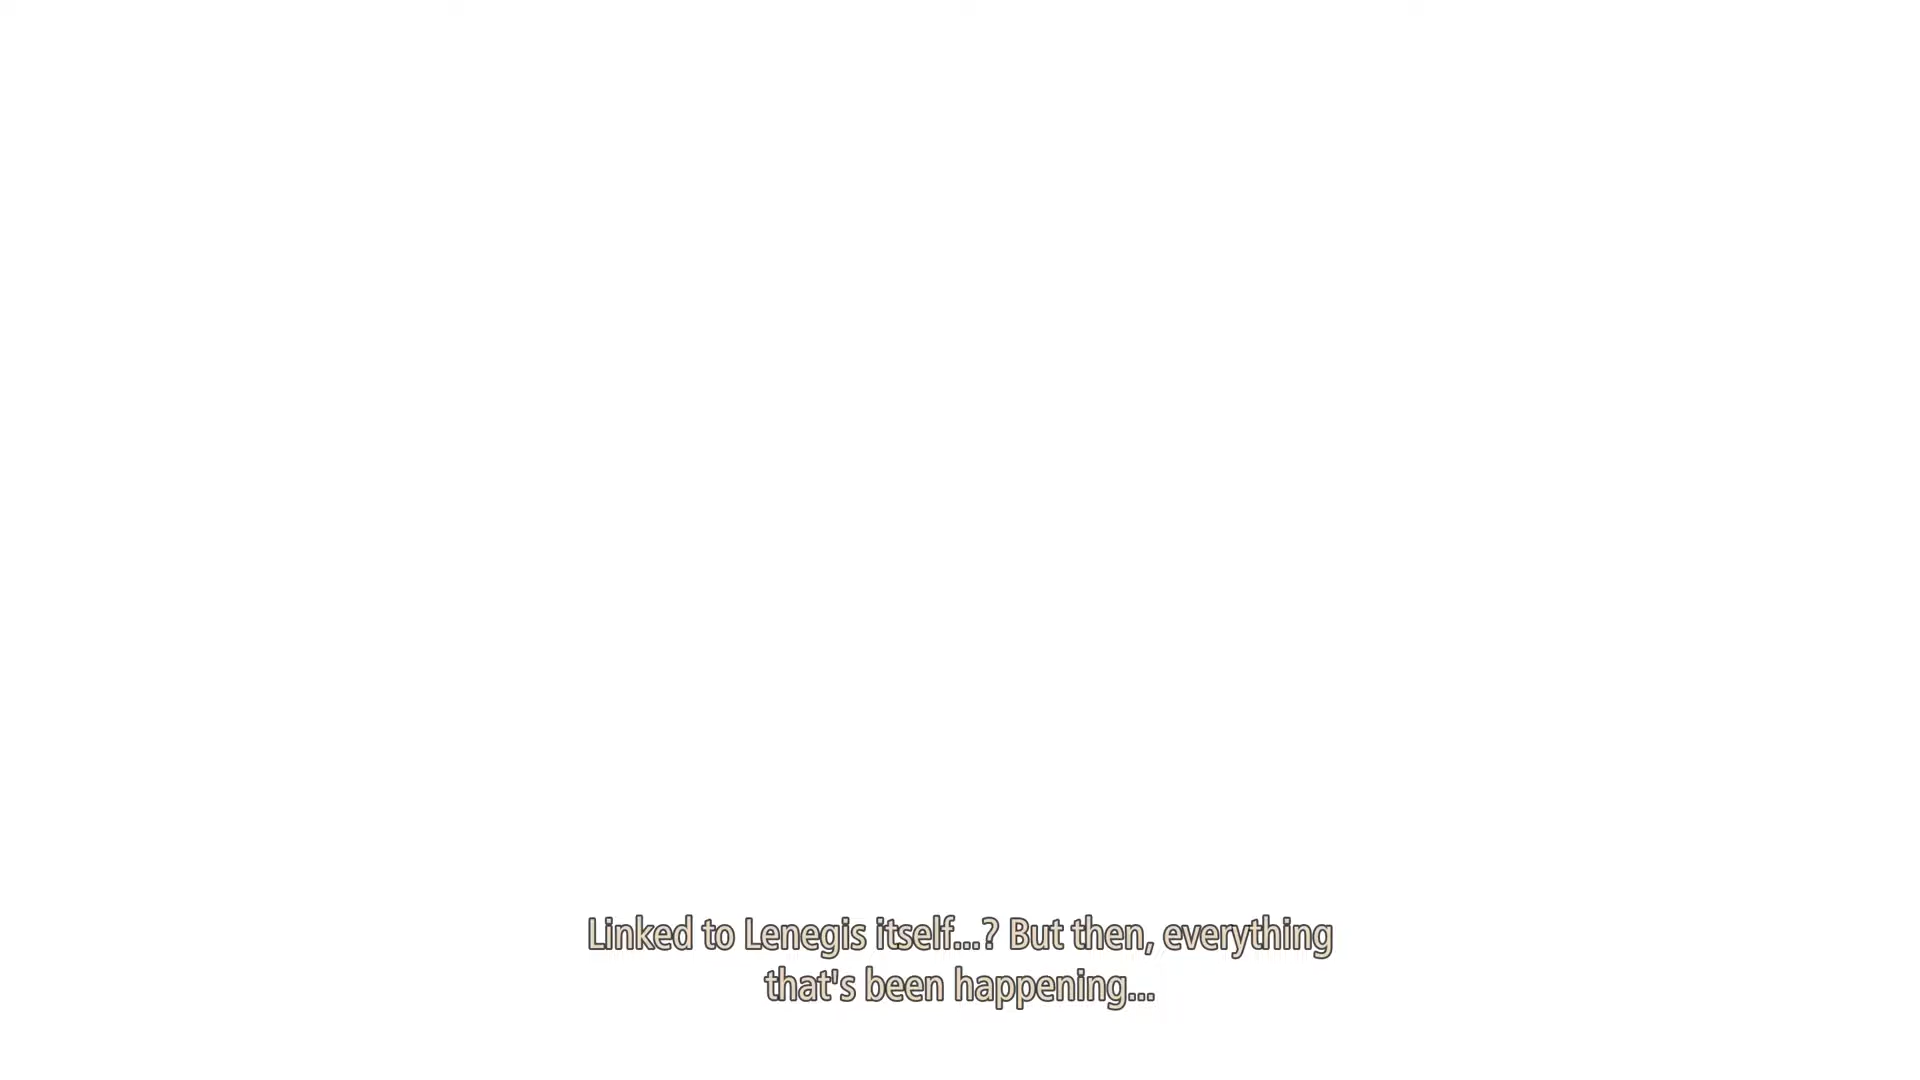 Linked to Lenegis itself...? But then, everything
that's been happening...